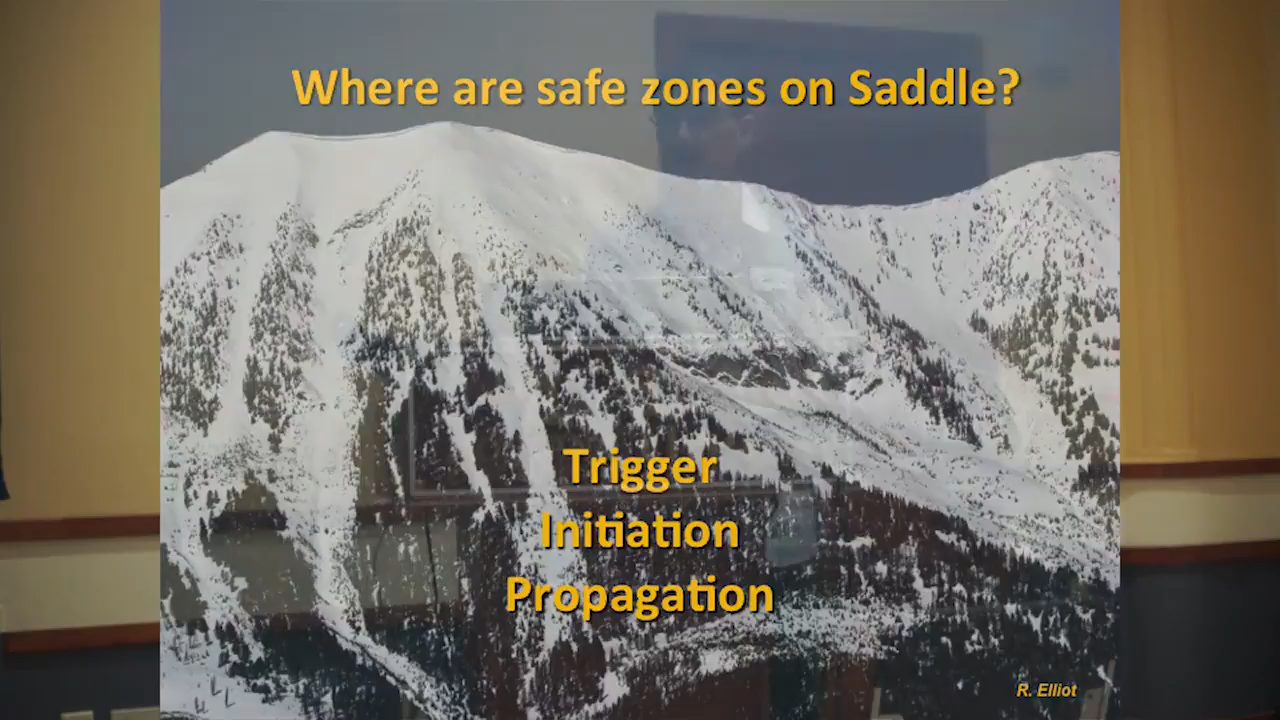 Where are safe zones on Saddle?
Trigger
Initiation
Propagation
R. Elliot